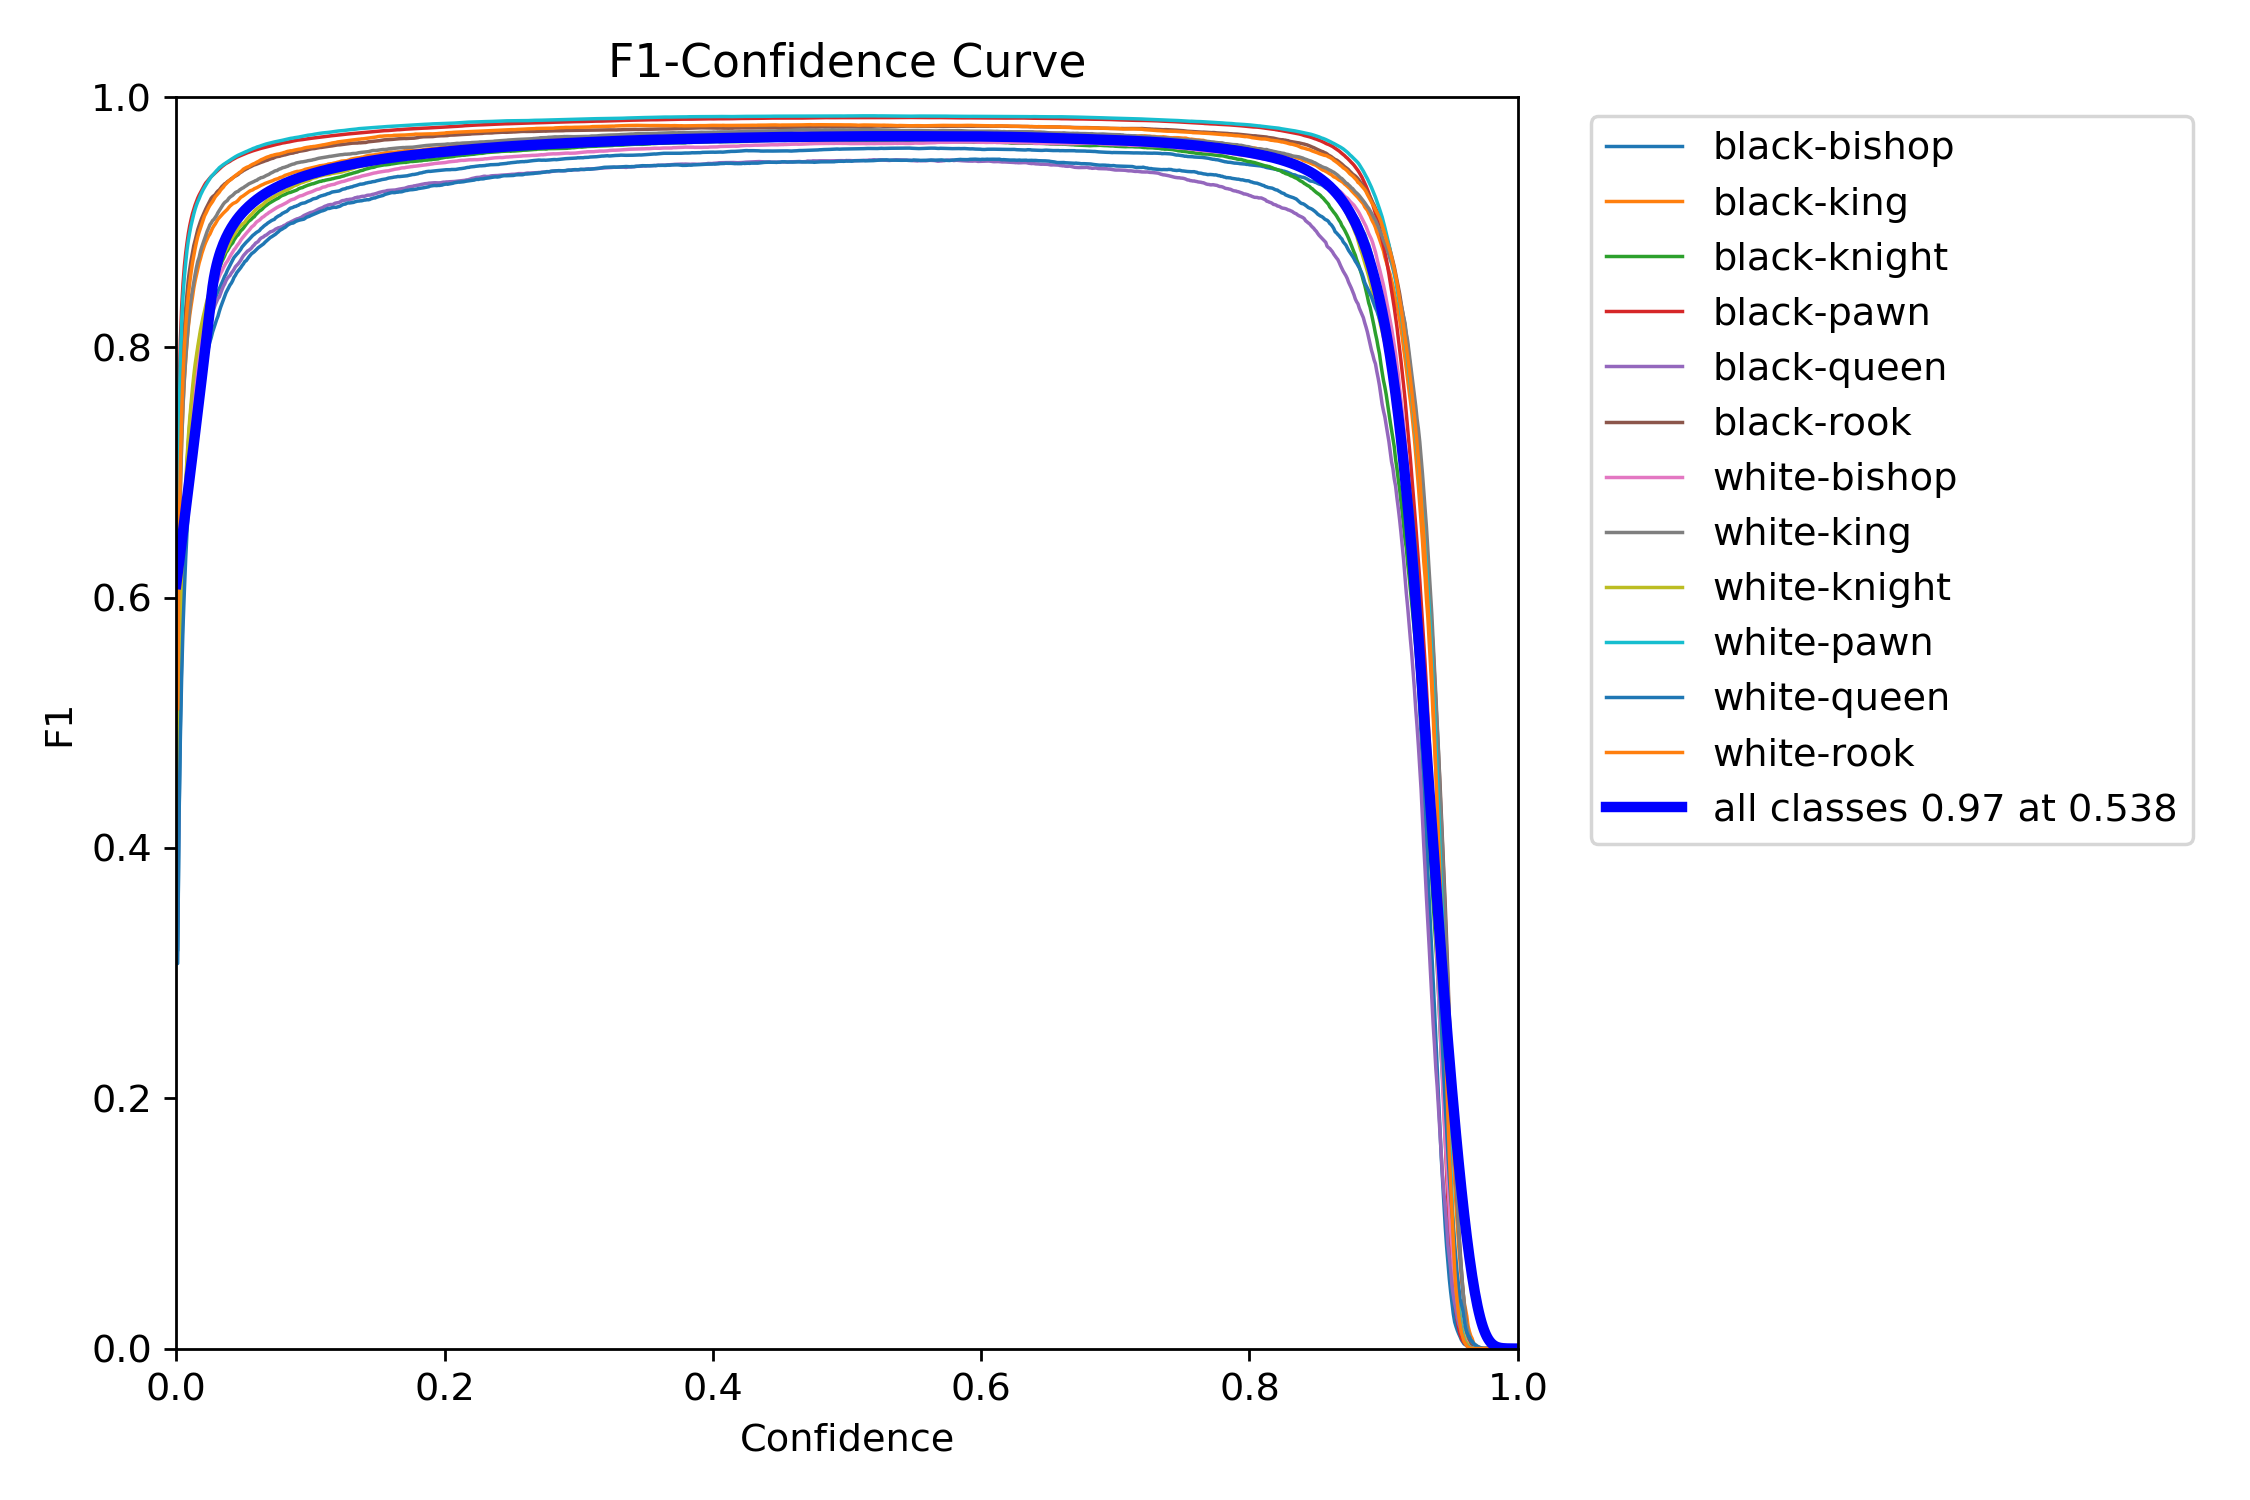 F1-Confidence Curve
1.0
0.8
0.6
0.4
0.2
0.0
F1
0.0 0.2 0.4 0.6 0.8 1.0
Confidence
black-bishop
black-king
black-knight
black-pawn
black-queen
black-rook
white-bishop
white-king
white-knight
white-pawn
white-queen
white-rook
all classes 0.97 at 0.538